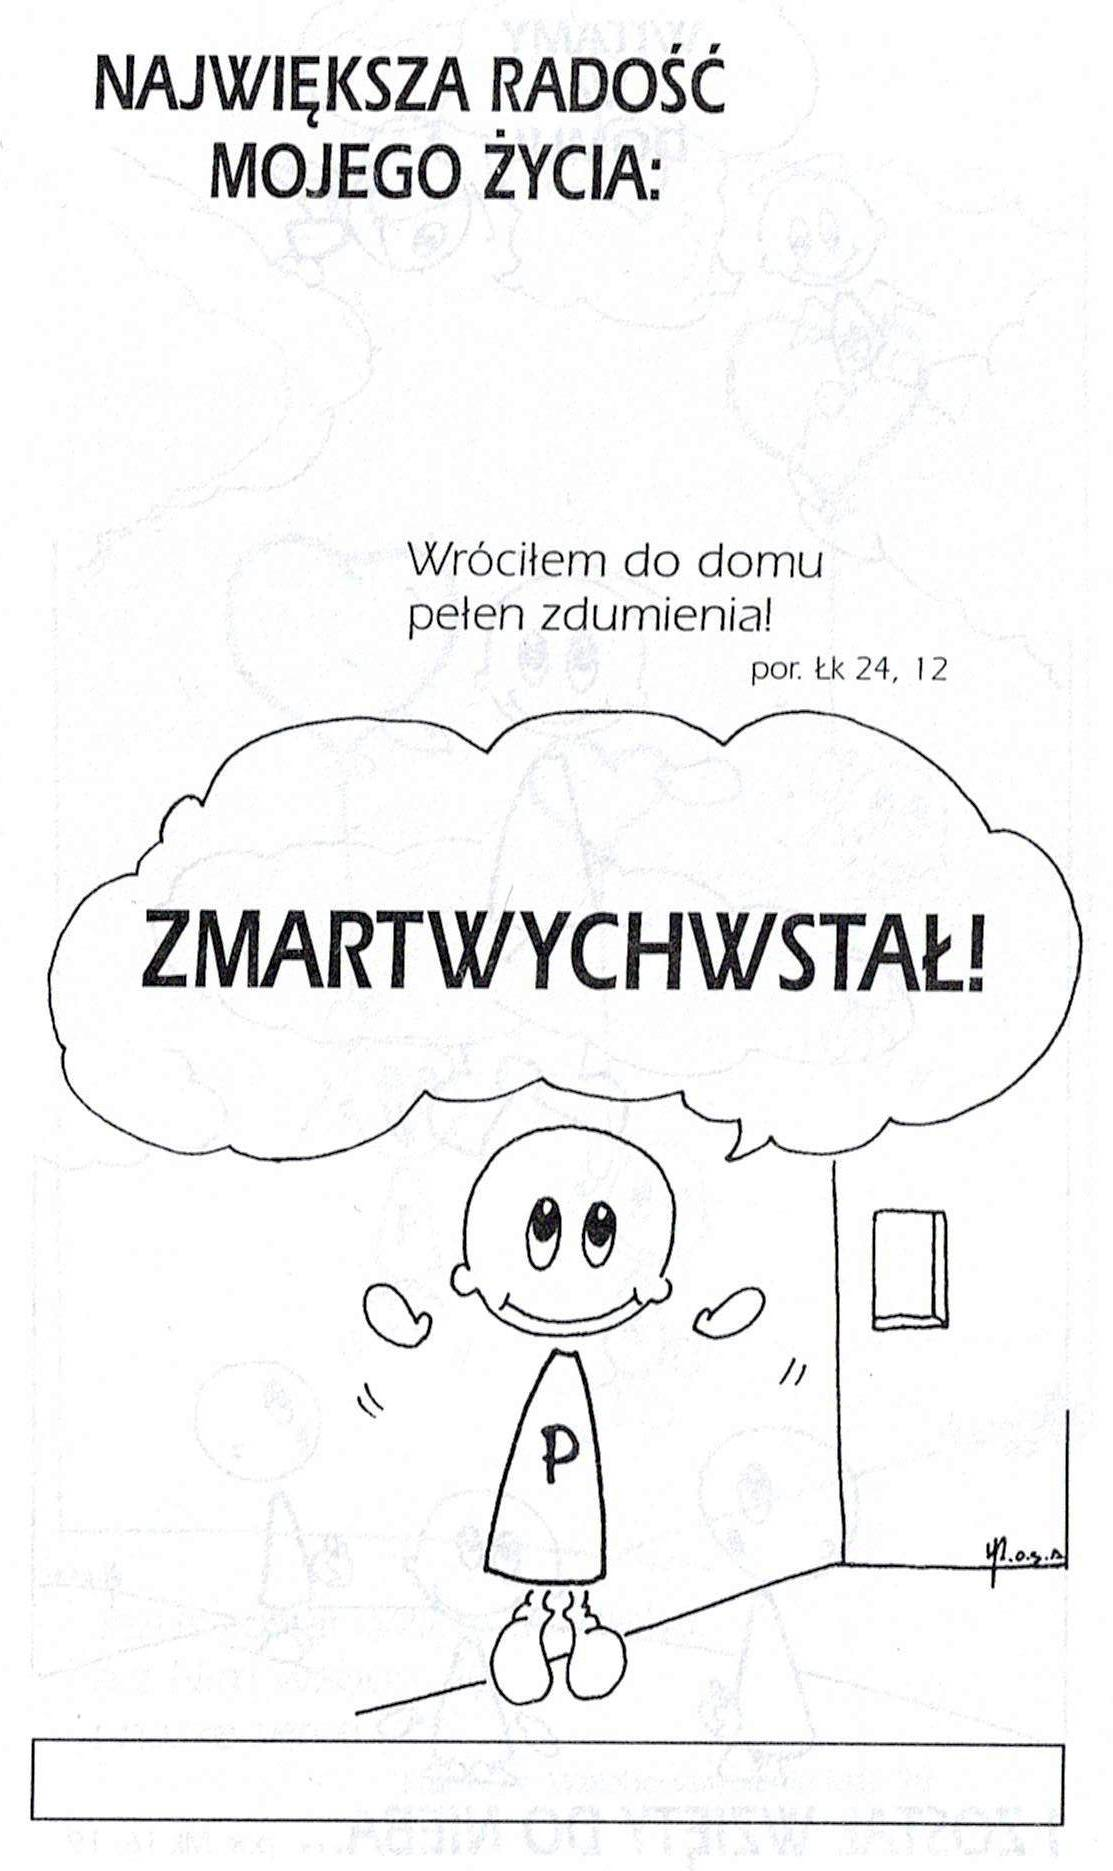 NAJWIĘKSZA RADOŚĆ
MOJEGO ŻYCIA:
Wróciłem do domu
pełen zdumienia!
por. Łk 24, 12
ZMARTWYCHWSTAŁ!
P